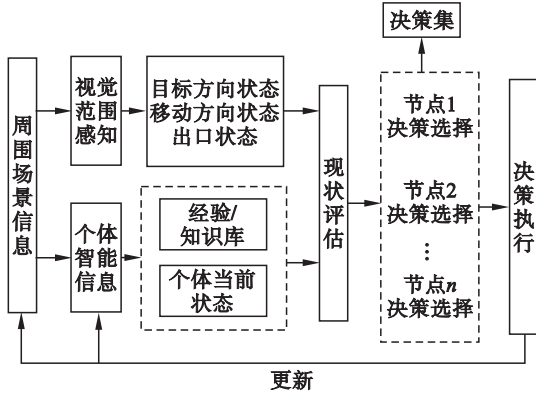 决策集
周围场景信息
视觉
范围
感知
目标方向状态
移动方向状态
出口状态
个体
智能
信息
经验/
知识库
个体当前
状态
现状评估
节点1
决策选择
节点2
决策选择
⋮
节点n
决策选择
决策执行
更新